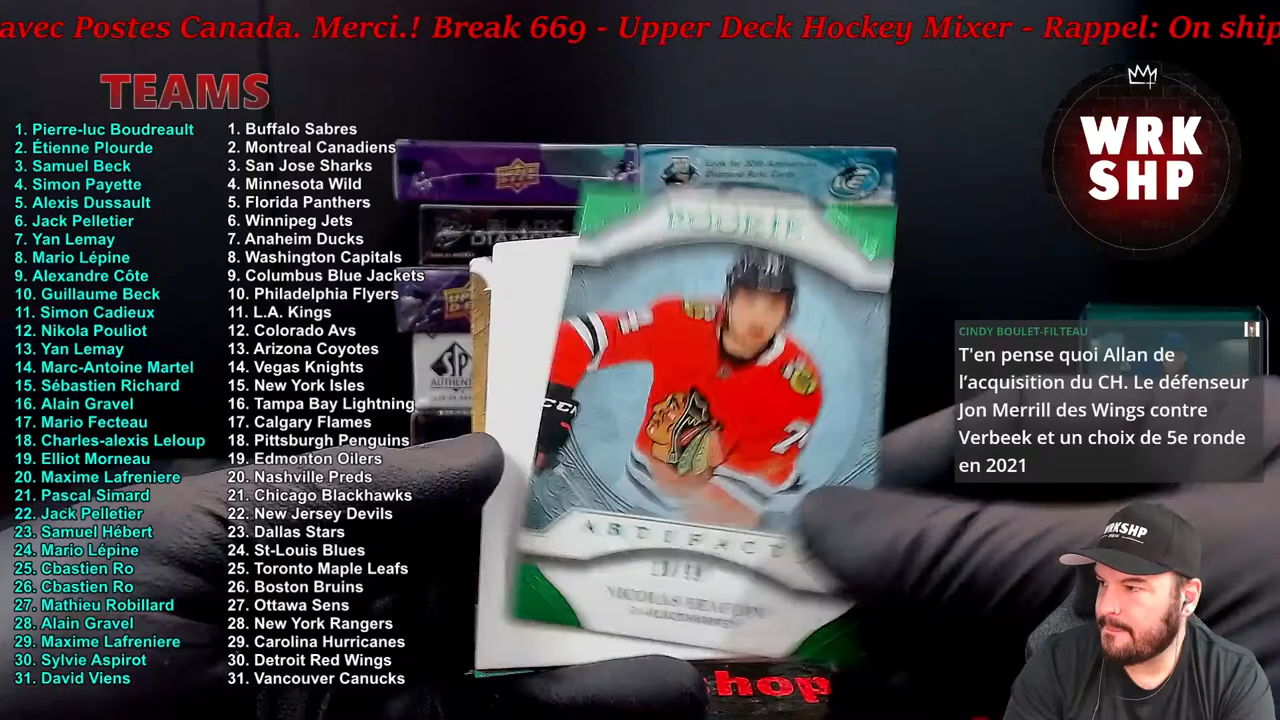 avec Postes Canada. Merci.! Break 669 - Upper Deck Hockey Mixer - Rappel: On ship
TEAMS
1. Pierre-luc Boudreault
2. Étienne Plourde
3. Samuel Beck
4. Simon Payette
5. Alexis Dussault
6. Jack Pelletier
7. Yan Lemay
8. Mario Lépine
9. Alexandre Côte
10. Guillaume Beck
11. Simon Cadieux
12. Nikola Pouliot
13. Yan Lemay
14. Marc-Antoine Martel
15. Sébastien Richard
16. Alain Gravel
17. Mario Fecteau
18. Charles-alexis Leloup
19. Elliot Morneau
20. Maxime Lafreniere
21. Pascal Simard
22. Jack Pelletier
23. Samuel Hébert
24. Mario Lépine
25. Cbastien Ro
26. Cbastien Ro
27. Mathieu Robillard
28. Alain Gravel
29. Maxime Lafreniere
30. Sylvie Aspirot
31. David Viens
1. Buffalo Sabres
2. Montreal Canadiens
3. San Jose Sharks
4. Minnesota Wild
5. Florida Panthers
6. Winnipeg Jets
7. Anaheim Ducks
8. Washington Capitals
9. Columbus Blue Jackets
10. Philadelphia Flyers
11. L.A. Kings
12. Colorado Avs
13. Arizona Coyotes
14. Vegas Knights
15. New York Isles
16. Tampa Bay Lightning
17. Calgary Flames
18. Pittsburgh Penguins
19. Edmonton Oilers
20. Nashville Preds
21. Chicago Blackhawks
22. New Jersey Devils
23. Dallas Stars
24. St-Louis Blues
25. Toronto Maple Leafs
26. Boston Bruins
27. Ottawa Sens
28. New York Rangers
29. Carolina Hurricanes
30. Detroit Red Wings
31. Vancouver Canucks
BLACK
DIAMOND
SP
AUTHENTIC
ICE
ROOKIE
CCM
ARTIFACTS
NICOLAS BEAUDIN
BLACKHAWKS
shop
WRK
SHP
CINDY BOULET-FILTEAU
T'en pense quoi Allan de
l'acquisition du CH. Le défenseur
Jon Merrill des Wings contre
Verbeek et un choix de 5e ronde
en 2021
WRKSHP